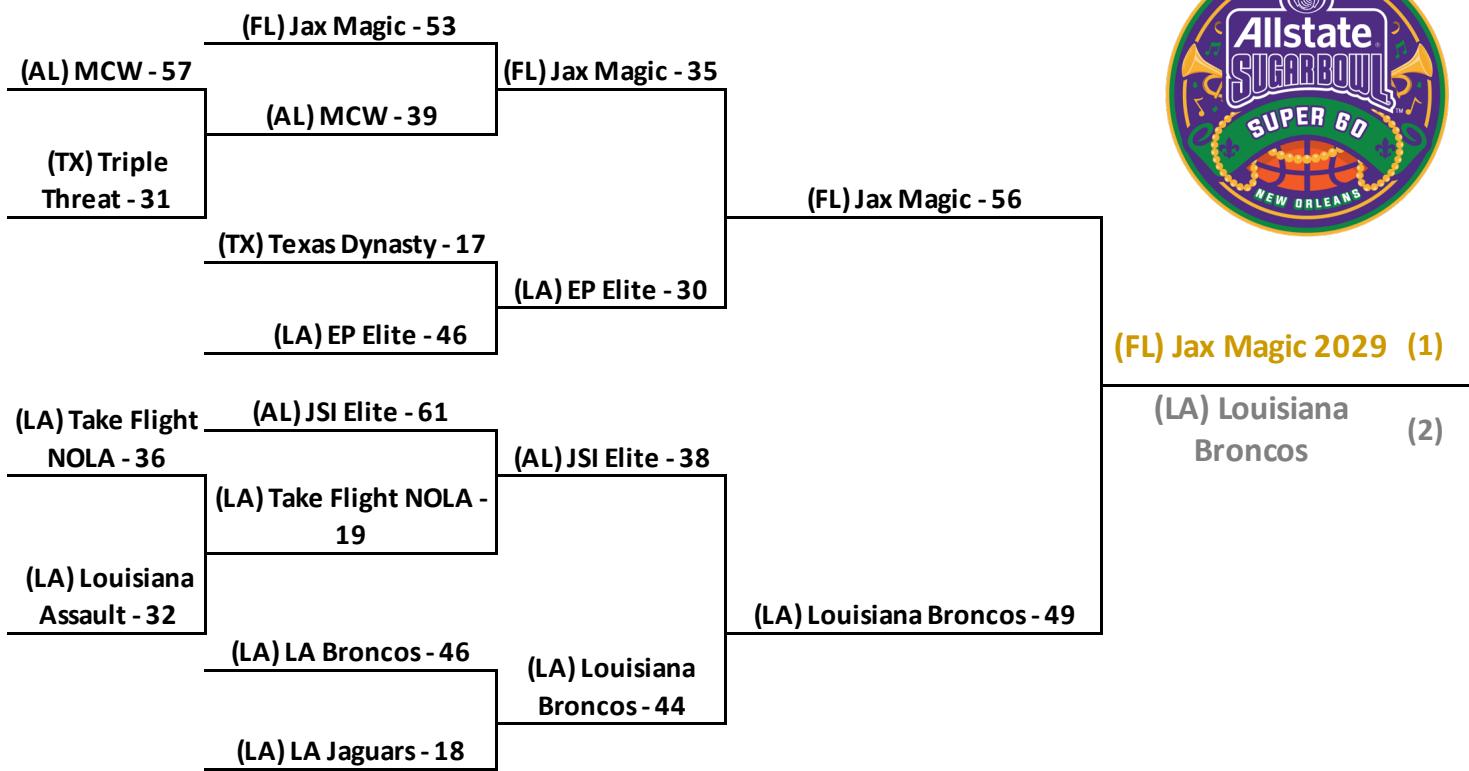 (FL) Jax Magic - 53
(AL) MCW - 57
(FL) Jax Magic - 35
(AL) MCW - 39
(TX) Triple
Threat - 31
(FL) Jax Magic - 56
(TX) Texas Dynasty - 17
(LA) EP Elite - 30
(LA) EP Elite - 46
(FL) Jax Magic 2029 (1)
(LA) Louisiana
Broncos
(2)
(LA) Take Flight
NOLA - 36
(AL) JSI Elite - 61
(AL) JSI Elite - 38
(LA) Take Flight NOLA -
19
(LA) Louisiana
Assault - 32
(LA) Louisiana Broncos - 49
(LA) LA Broncos - 46
(LA) Louisiana
Broncos - 44
(LA) LA Jaguars - 18
Allstate
SUGARBOWL
TM
SUPER 60
NEW ORLEANS